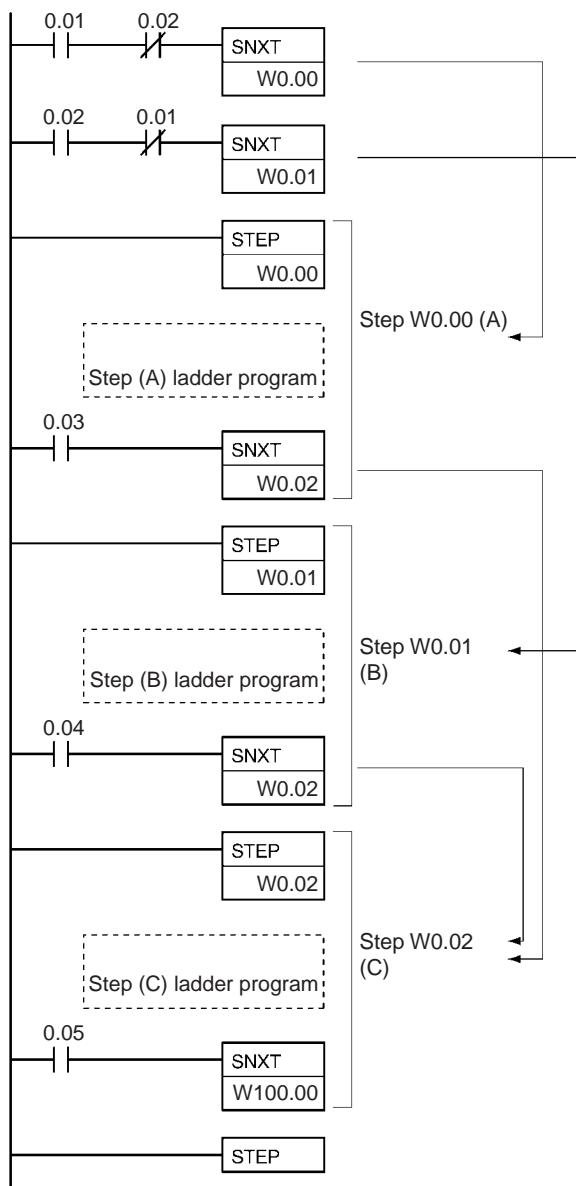 0.01 0.02
SNXT
W0.00
0.02 0.01
SNXT
W0.01
STEP
W0.00
Step W0.00 (A)
Step (A) ladder program
0.03
SNXT
W0.02
STEP
W0.01
Step W0.01
(B)
Step (B) ladder program
0.04
SNXT
W0.02
STEP
W0.02
Step W0.02
(C)
Step (C) ladder program
0.05
SNXT
W100.00
STEP